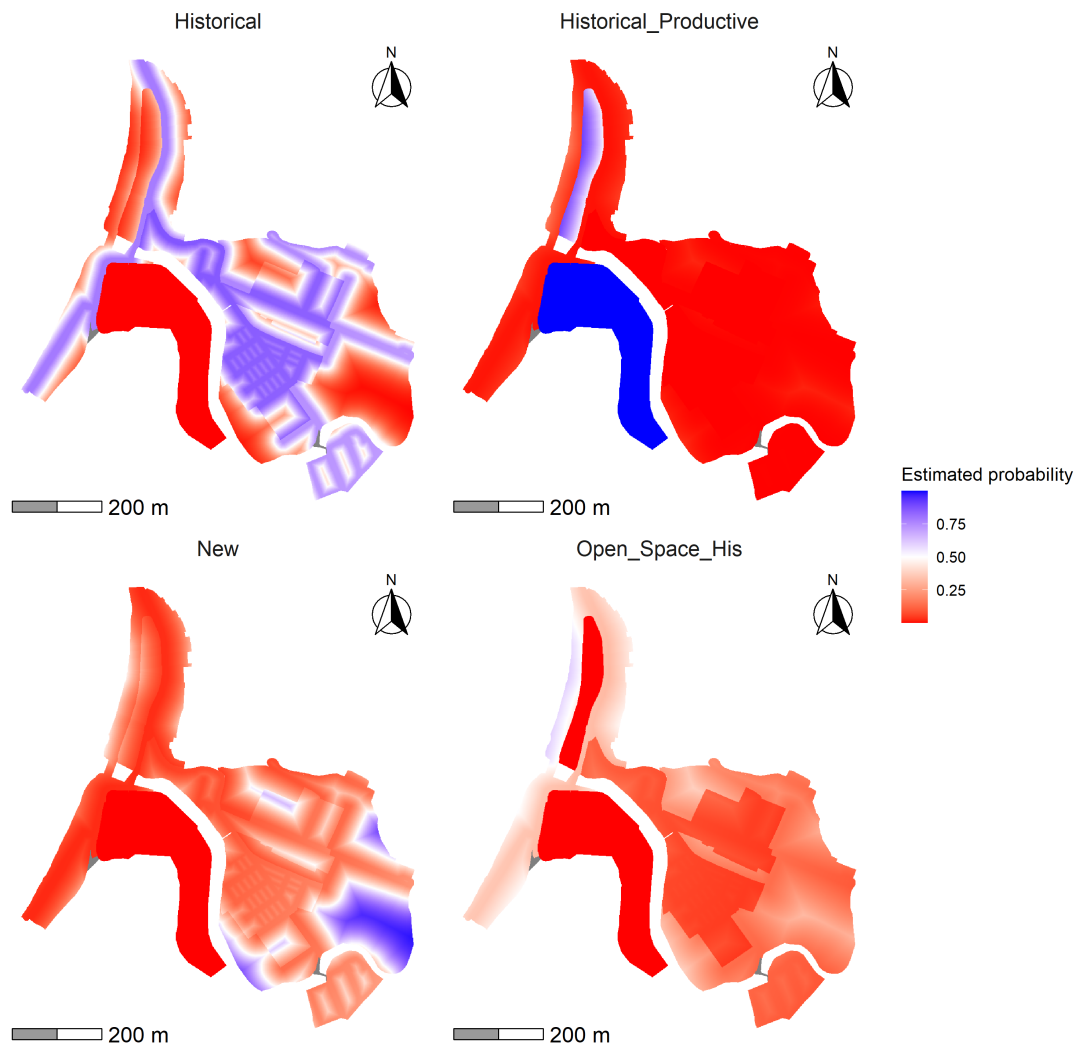 Historical
Historical_Productive
N
N
200 m
200 m
Estimated probability
0.75
0.50
0.25
New
Open_Space_His
N
N
200 m
200 m